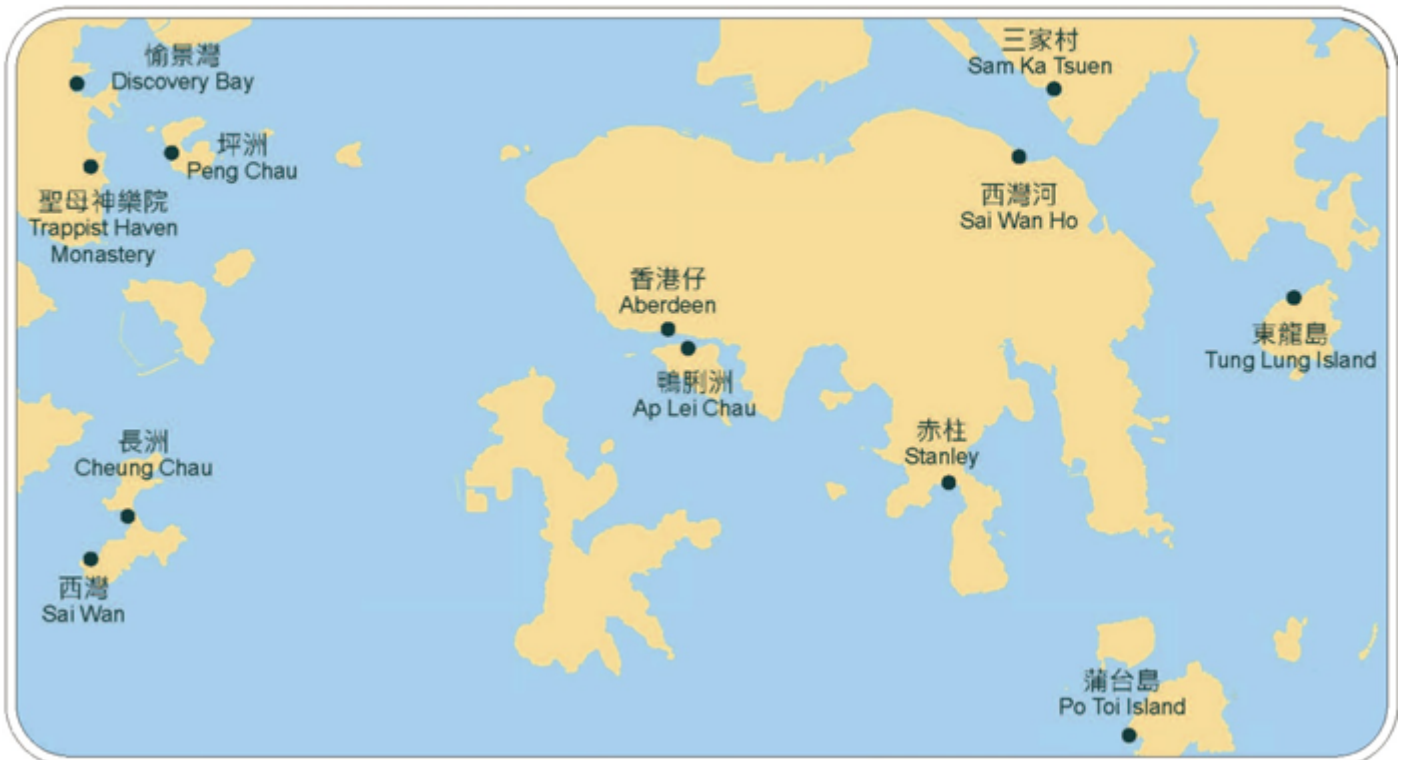 愉景灣
Discovery Bay
三家村
Sam Ka Tsuen
坪洲
Peng Chau
聖母神樂院
Trappist Haven
Monastery
西灣河
Sai Wan Ho
香港仔
Aberdeen
東龍島
Tung Lung Island
鴨脷洲
Ap Lei Chau
赤柱
Stanley
長洲
Cheung Chau
西灣
Sai Wan
蒲台島
Po Toi Island